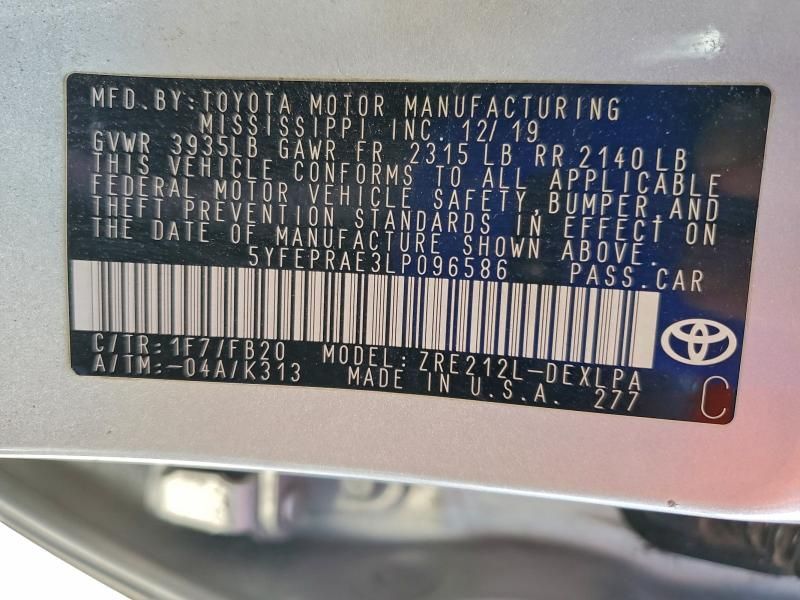 MFD.BY:TOYOTA MOTOR MANUFACTURING
MISSISSIPPI INC. 12/19
GVWR 3935LB GAWR FR 2315 LB RR 2140 LB
THIS VEHICLE CONFORMS TO ALL APPLICABLE
FEDERAL MOTOR VEHICLE SAFETY,BUMPER,AND
THEFT PREVENTION STANDARDS IN EFFECT ON
THE DATE OF MANUFACTURE SHOWN ABOVE.
5YFEPRAE3LP096586 PASS.CAR
C/TR:1F7/FB20 MODEL:ZRE212L-DEXLPA
A/TM:-04A/K313 MADE IN U.S.A. 277
C